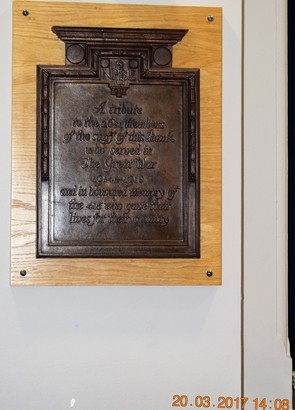 A tribute
to the members
of the staff of this bank
who served in
The Great War
1914-1918
and in honoured memory of
the 415 who gave their
lives for their country
20.03.2017 14:08